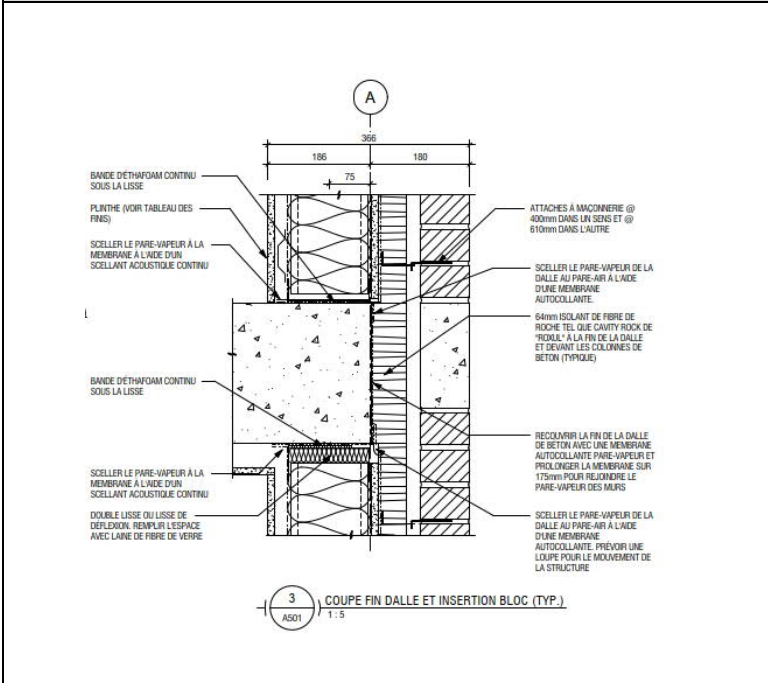 A
366
186
180
75
BANDE D'ÉTHAFOAM CONTINU
SOUS LA LISSE
PLINTHE (VOIR TABLEAU DES
FINIS)
SCELLER LE PARE-VAPEUR À LA
MEMBRANE À L'AIDE D'UN
SCELLANT ACOUSTIQUE CONTINU
BANDE D'ÉTHAFOAM CONTINU
SOUS LA LISSE
SCELLER LE PARE-VAPEUR À LA
MEMBRANE À L'AIDE D'UN
SCELLANT ACOUSTIQUE CONTINU
DOUBLE LISSE OU LISSE DE
DÉFLEXION. REMPLIR L'ESPACE
AVEC LAINE DE FIBRE DE VERRE
ATTACHES À MAÇONNERIE @
400mm DANS UN SENS ET @
610mm DANS L'AUTRE
SCELLER LE PARE-VAPEUR DE LA
DALLE AU PARE-AIR À L'AIDE
D'UNE MEMBRANE
AUTOCOLLANTE.
64mm ISOLANT DE FIBRE DE
ROCHE TEL QUE CAVITY ROCK DE
"ROXUL" À LA FIN DE LA DALLE
ET DEVANT LES COLONNES DE
BÉTON (TYPIQUE)
RECOUVRIR LA FIN DE LA DALLE
DE BÉTON AVEC UNE MEMBRANE
AUTOCOLLANTE PARE-VAPEUR ET
PROLONGER LA MEMBRANE SUR
175mm POUR REJOINDRE LE
PARE-VAPEUR DES MURS
SCELLER LE PARE-VAPEUR DE LA
DALLE AU PARE-AIR À L'AIDE
D'UNE MEMBRANE
AUTOCOLLANTE. PRÉVOIR UNE
LOUPE POUR LE MOUVEMENT DE
LA STRUCTURE
3
A501
COUPE FIN DALLE ET INSERTION BLOC (TYP.)
1 : 5